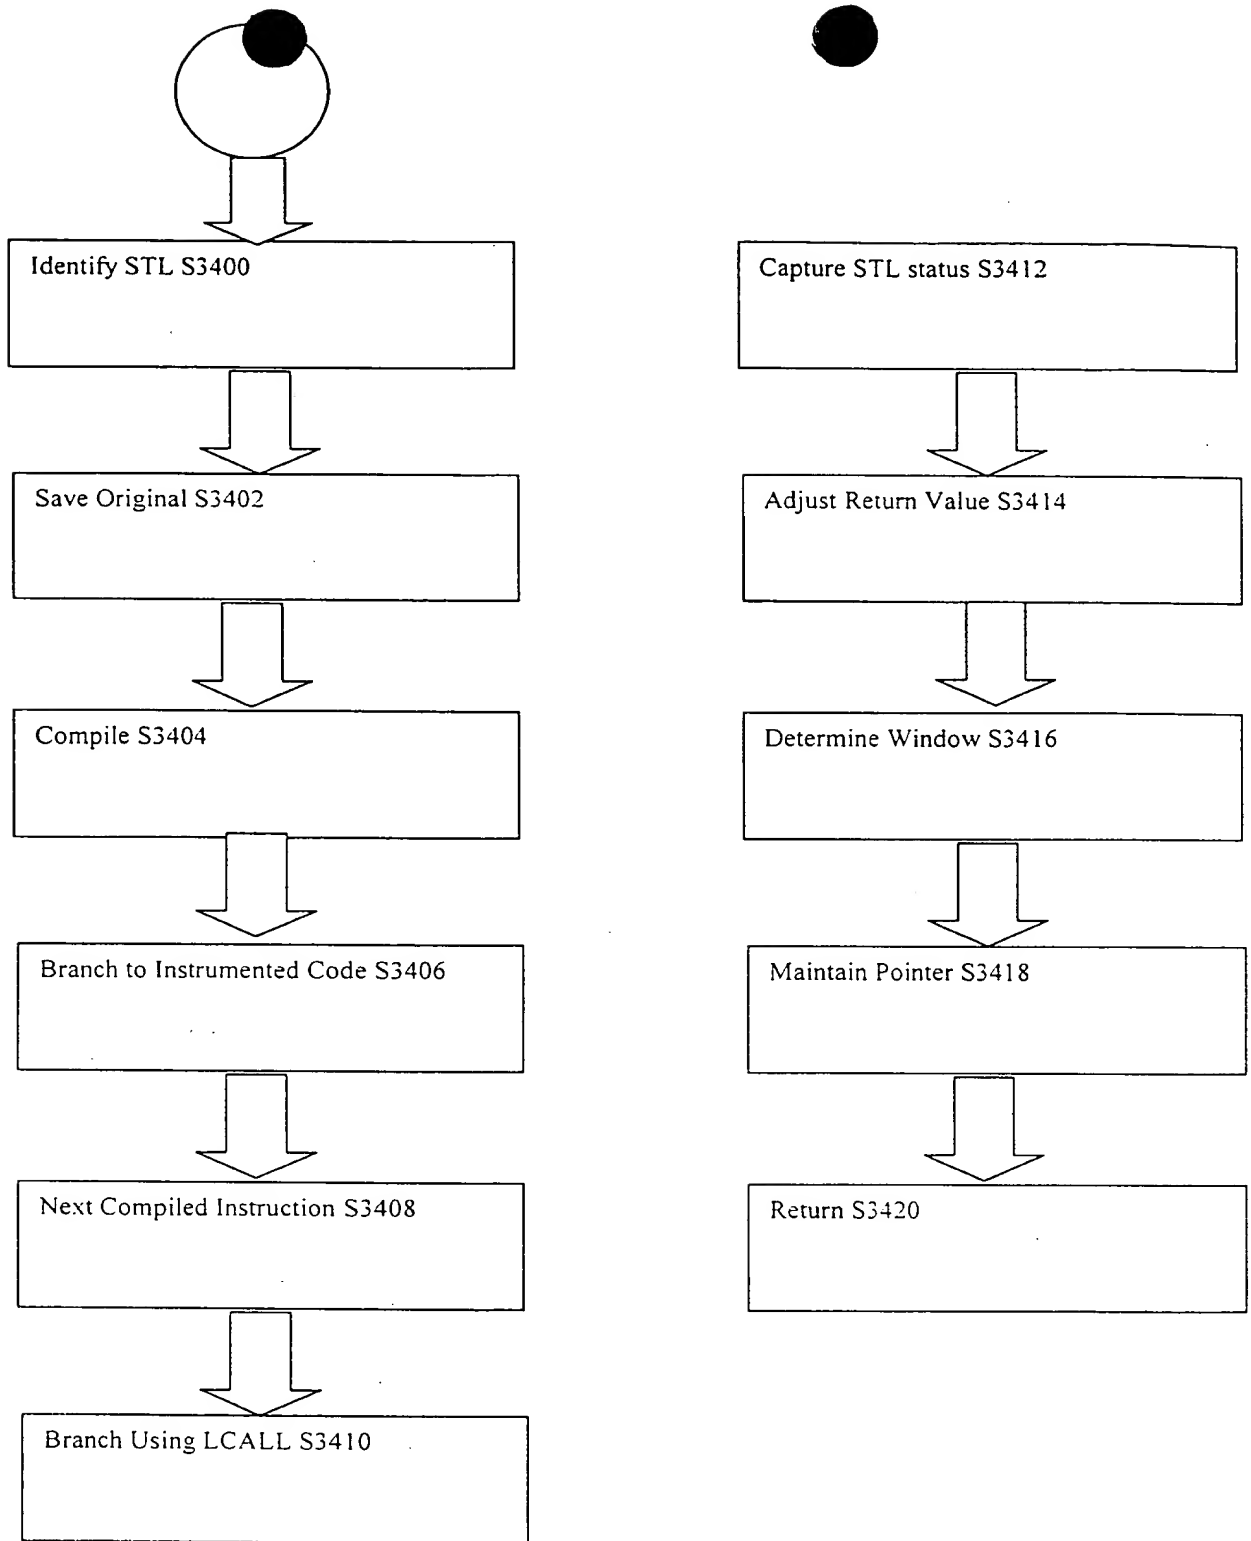 Identify STL S3400
Save Original S3402
Compile S3404
Branch to Instrumented Code S3406
Next Compiled Instruction S3408
Branch Using LCALL S3410
Capture STL status S3412
Adjust Return Value S3414
Determine Window S3416
Maintain Pointer S3418
Return S3420